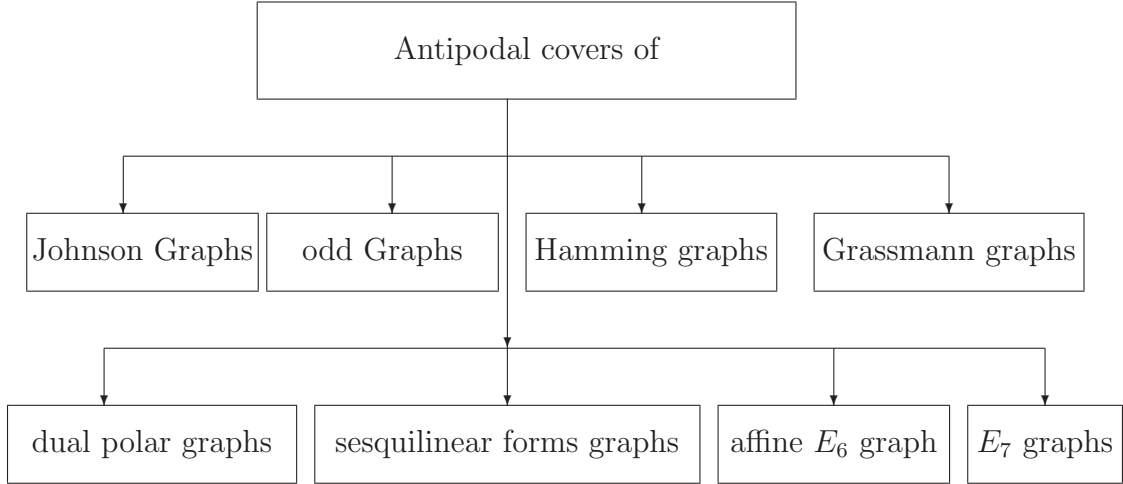 Antipodal covers of
Johnson Graphs
odd Graphs
Hamming graphs
Grassmann graphs
dual polar graphs
sesquilinear forms graphs
affine E₆ graph
E₇ graphs